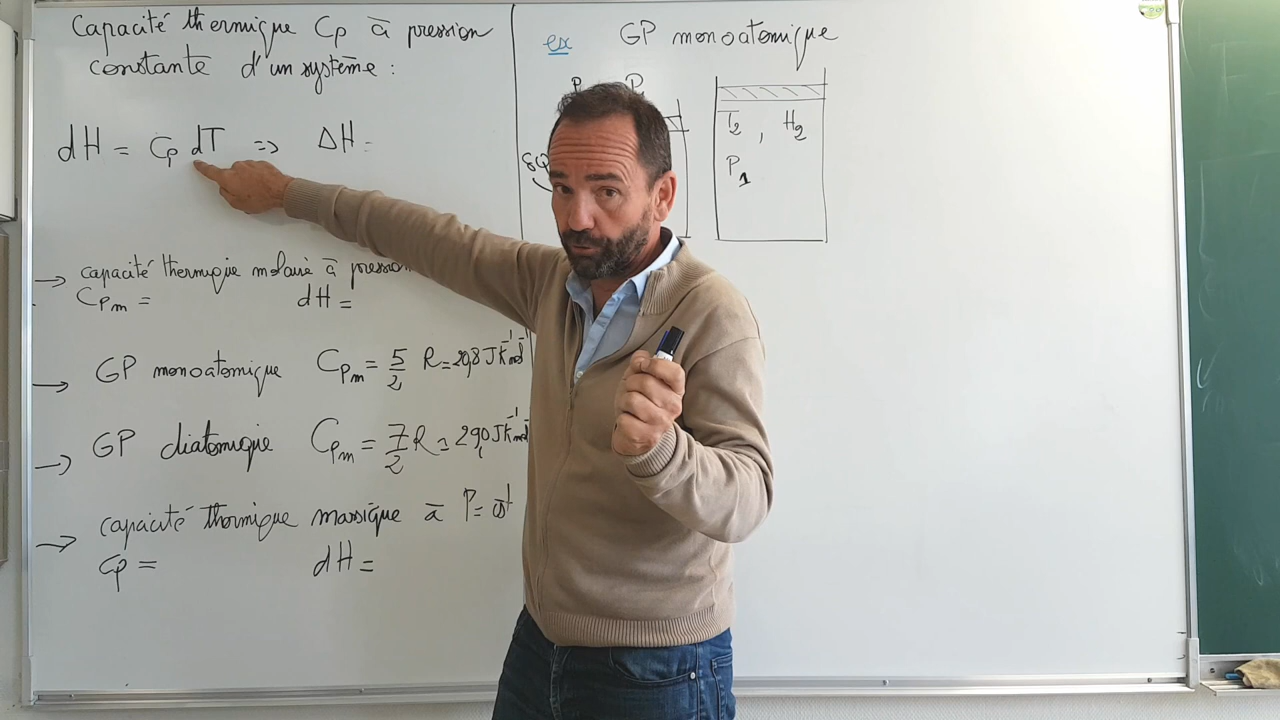 Capacité thermique Cp à pression
constante d'un système :
dH = Cp dT => ΔH =
→ capacité thermique molaire à pression
Cpm = dH =
→ GP monoatomique Cpm = 5/2 R = 20,8 J K⁻¹ mol⁻¹
→ GP diatomique Cpm = 7/2 R = 29,0 J K⁻¹ mol
→ capacité thermique massique à P = cst
cp = dH =
ex GP monoatomique
P P
δQ
T2 , H2
P1